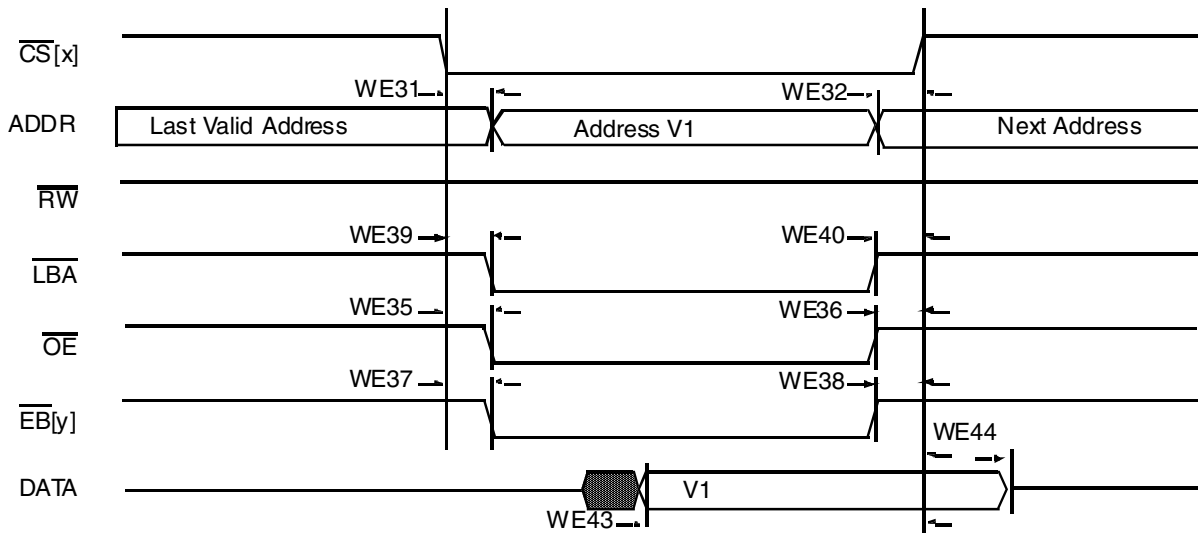 CS[x]
WE31
WE32
ADDR
Last Valid Address
Address V1
Next Address
RW
WE39
WE40
LBA
WE35
WE36
OE
WE37
WE38
EB[y]
WE44
DATA
V1
WE43